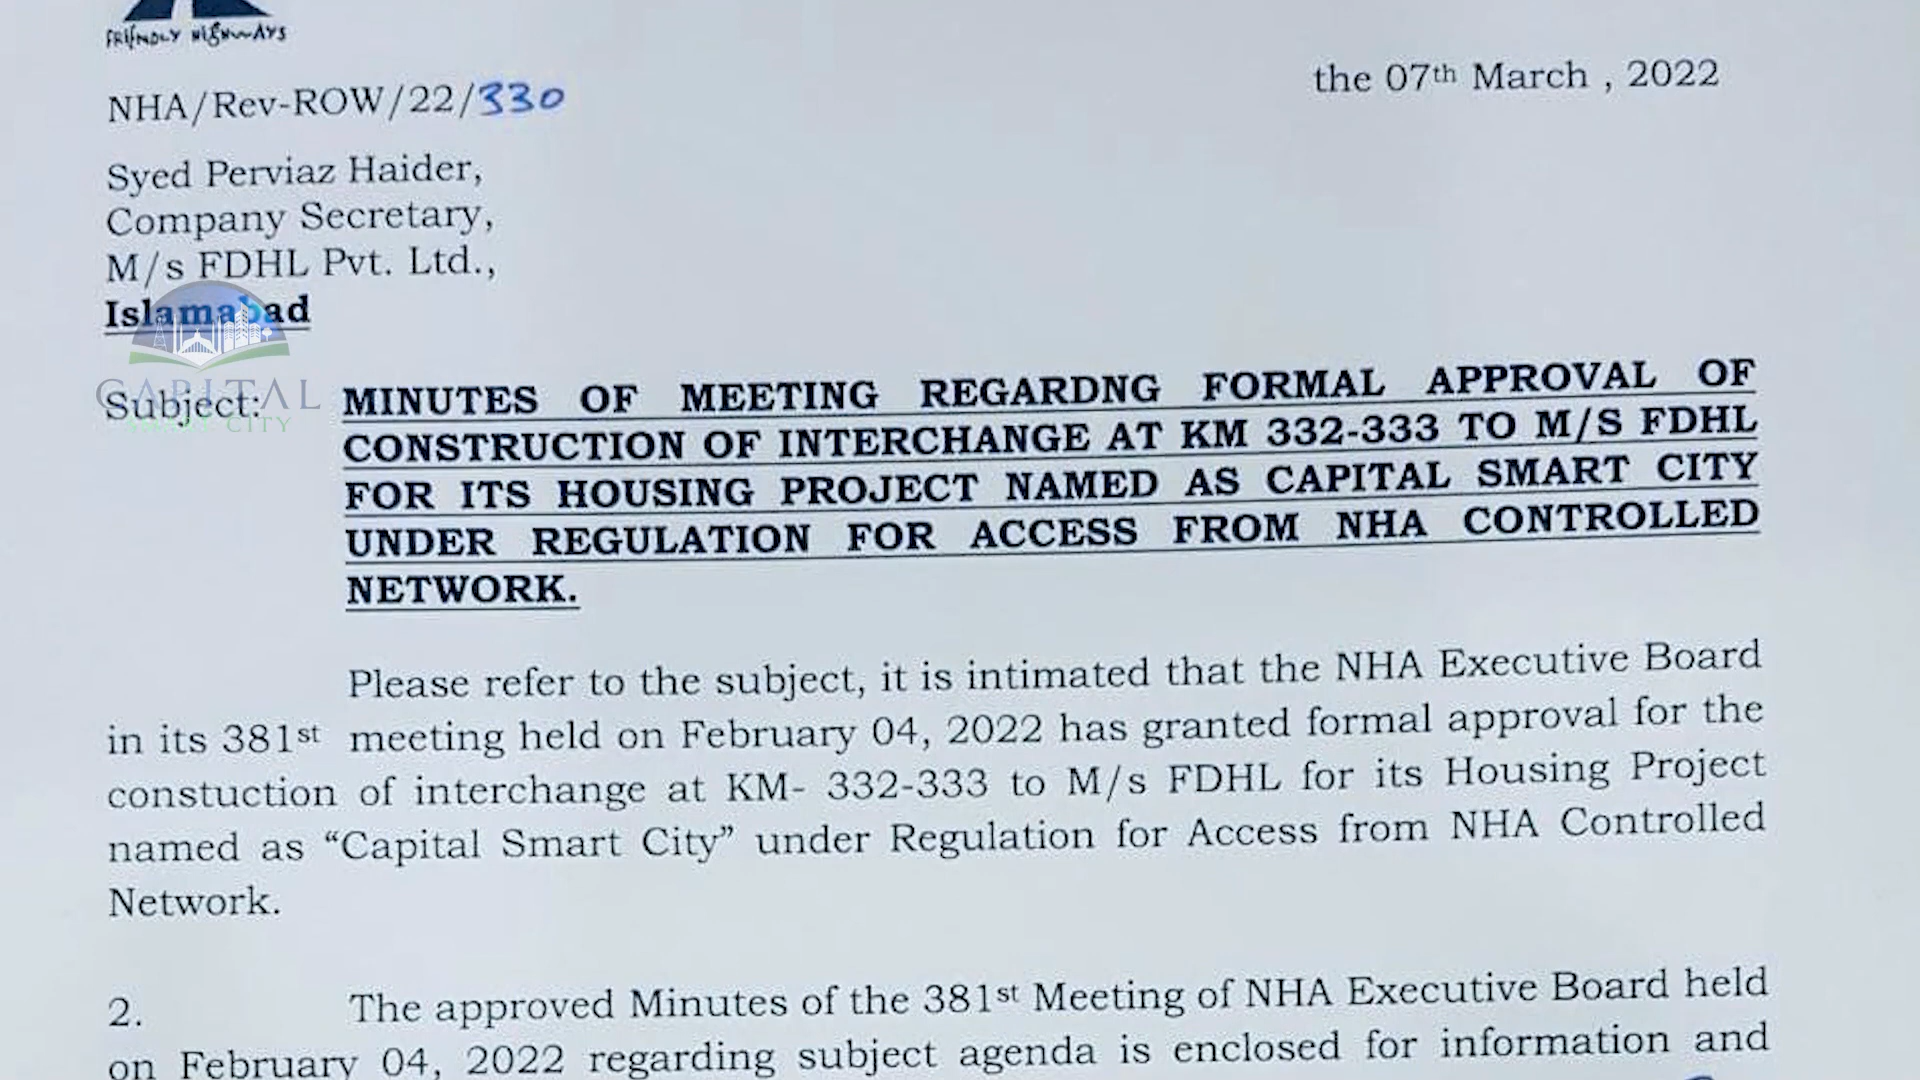 FRIENDLY HIGHWAYS
NHA/Rev-ROW/22/330
the 07th March , 2022
Syed Perviaz Haider,
Company Secretary,
M/s FDHL Pvt. Ltd.,
Islamabad
CAPITAL
SMART CITY
Subject:
MINUTES OF MEETING REGARDNG FORMAL APPROVAL OF
CONSTRUCTION OF INTERCHANGE AT KM 332-333 TO M/S FDHL
FOR ITS HOUSING PROJECT NAMED AS CAPITAL SMART CITY
UNDER REGULATION FOR ACCESS FROM NHA CONTROLLED
NETWORK.
Please refer to the subject, it is intimated that the NHA Executive Board
in its 381st meeting held on February 04, 2022 has granted formal approval for the
constuction of interchange at KM- 332-333 to M/s FDHL for its Housing Project
named as “Capital Smart City” under Regulation for Access from NHA Controlled
Network.
2. The approved Minutes of the 381st Meeting of NHA Executive Board held
on February 04, 2022 regarding subject agenda is enclosed for information and